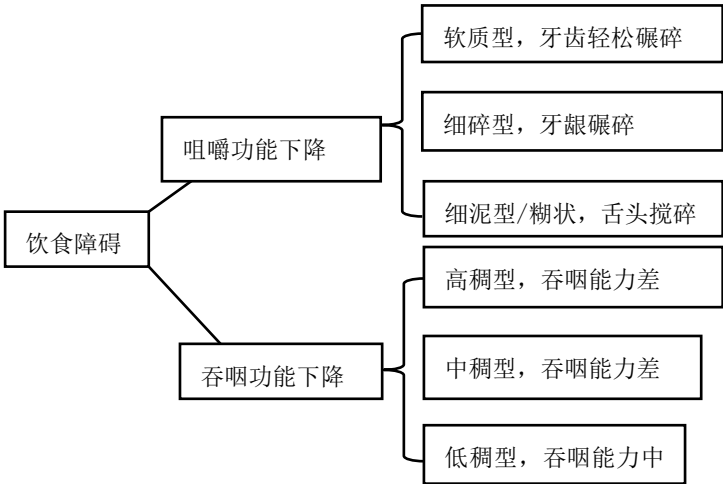 软质型，牙齿轻松碾碎
细碎型，牙龈碾碎
咀嚼功能下降
细泥型/糊状，舌头搅碎
饮食障碍
高稠型，吞咽能力差
中稠型，吞咽能力差
吞咽功能下降
低稠型，吞咽能力中